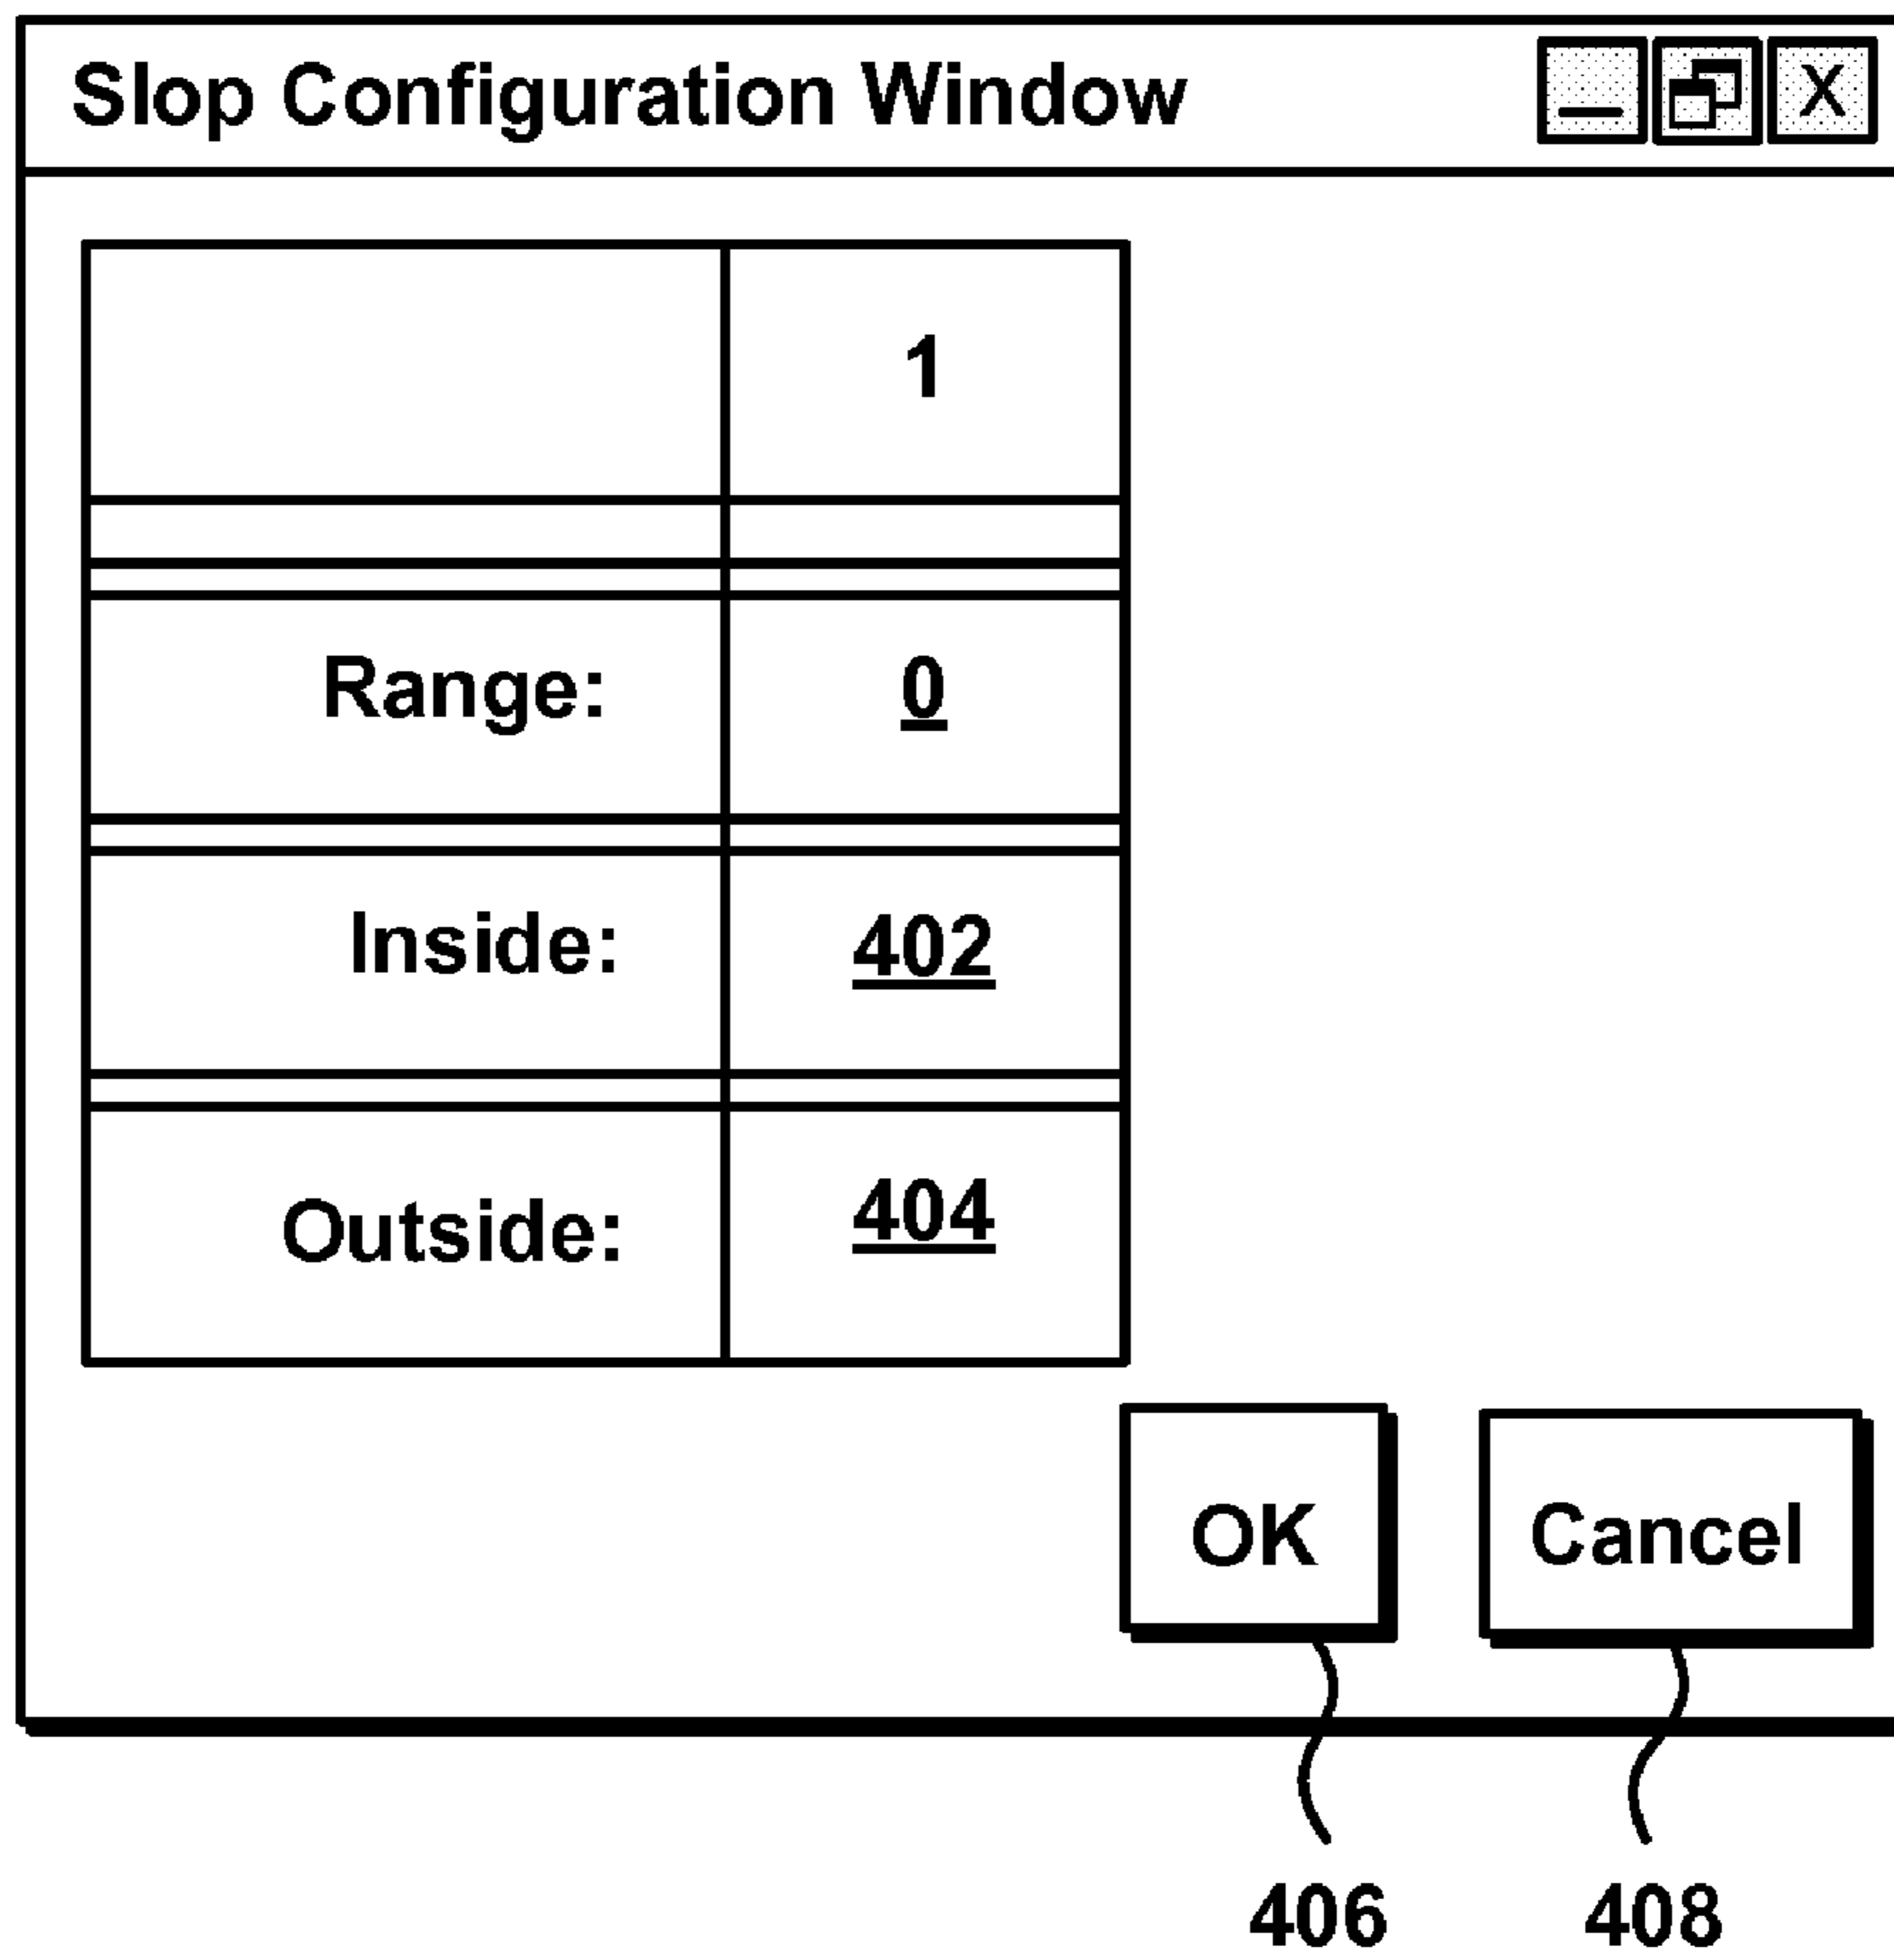 Slop Configuration Window X
1
Range: 0
Inside: 402
Outside: 404
OK Cancel
406 408